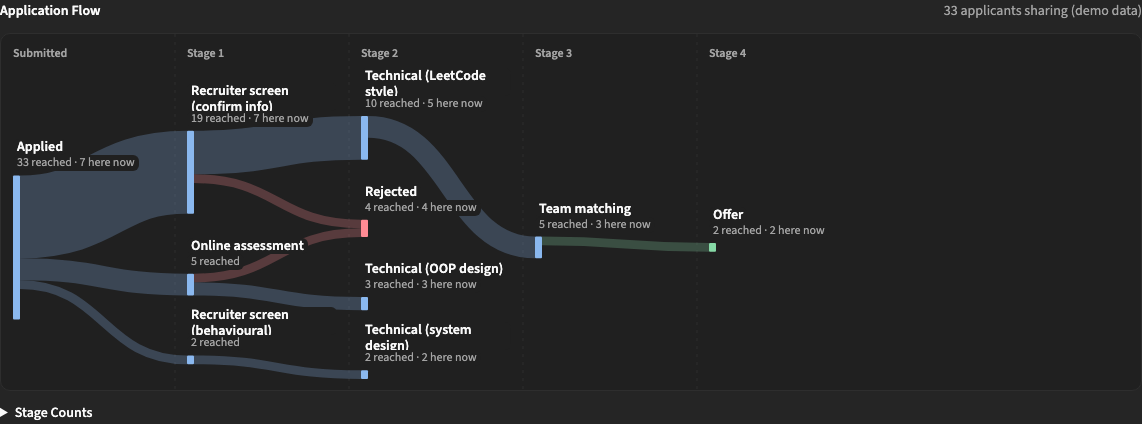 Application Flow
33 applicants sharing (demo data)
Submitted
Stage 1
Stage 2
Stage 3
Stage 4
Applied
33 reached · 7 here now
Recruiter screen
(confirm info)
19 reached · 7 here now
Online assessment
5 reached
Recruiter screen
(behavioural)
2 reached
Technical (LeetCode
style)
10 reached · 5 here now
Rejected
4 reached · 4 here now
Technical (OOP design)
3 reached · 3 here now
Technical (system
design)
2 reached · 2 here now
Team matching
5 reached · 3 here now
Offer
2 reached · 2 here now
Stage Counts